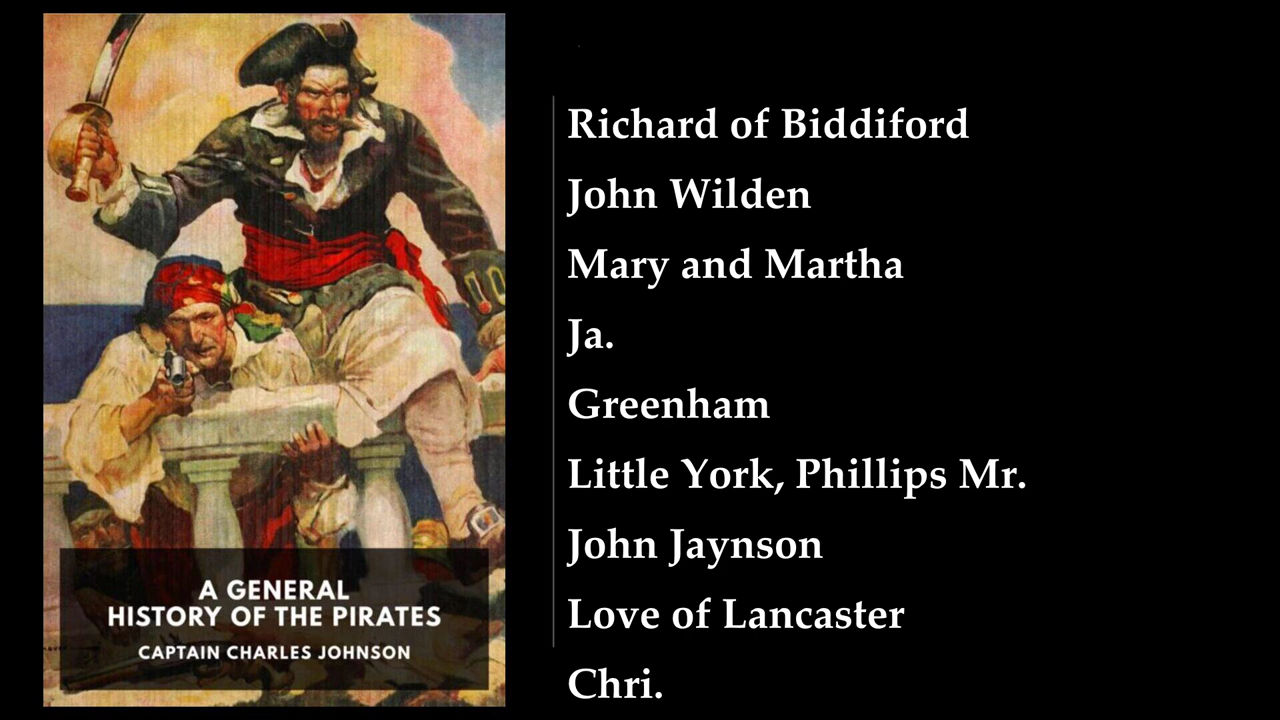 A GENERAL
HISTORY OF THE PIRATES
CAPTAIN CHARLES JOHNSON
Richard of Biddiford
John Wilden
Mary and Martha
Ja.
Greenham
Little York, Phillips Mr.
John Jaynson
Love of Lancaster
Chri.